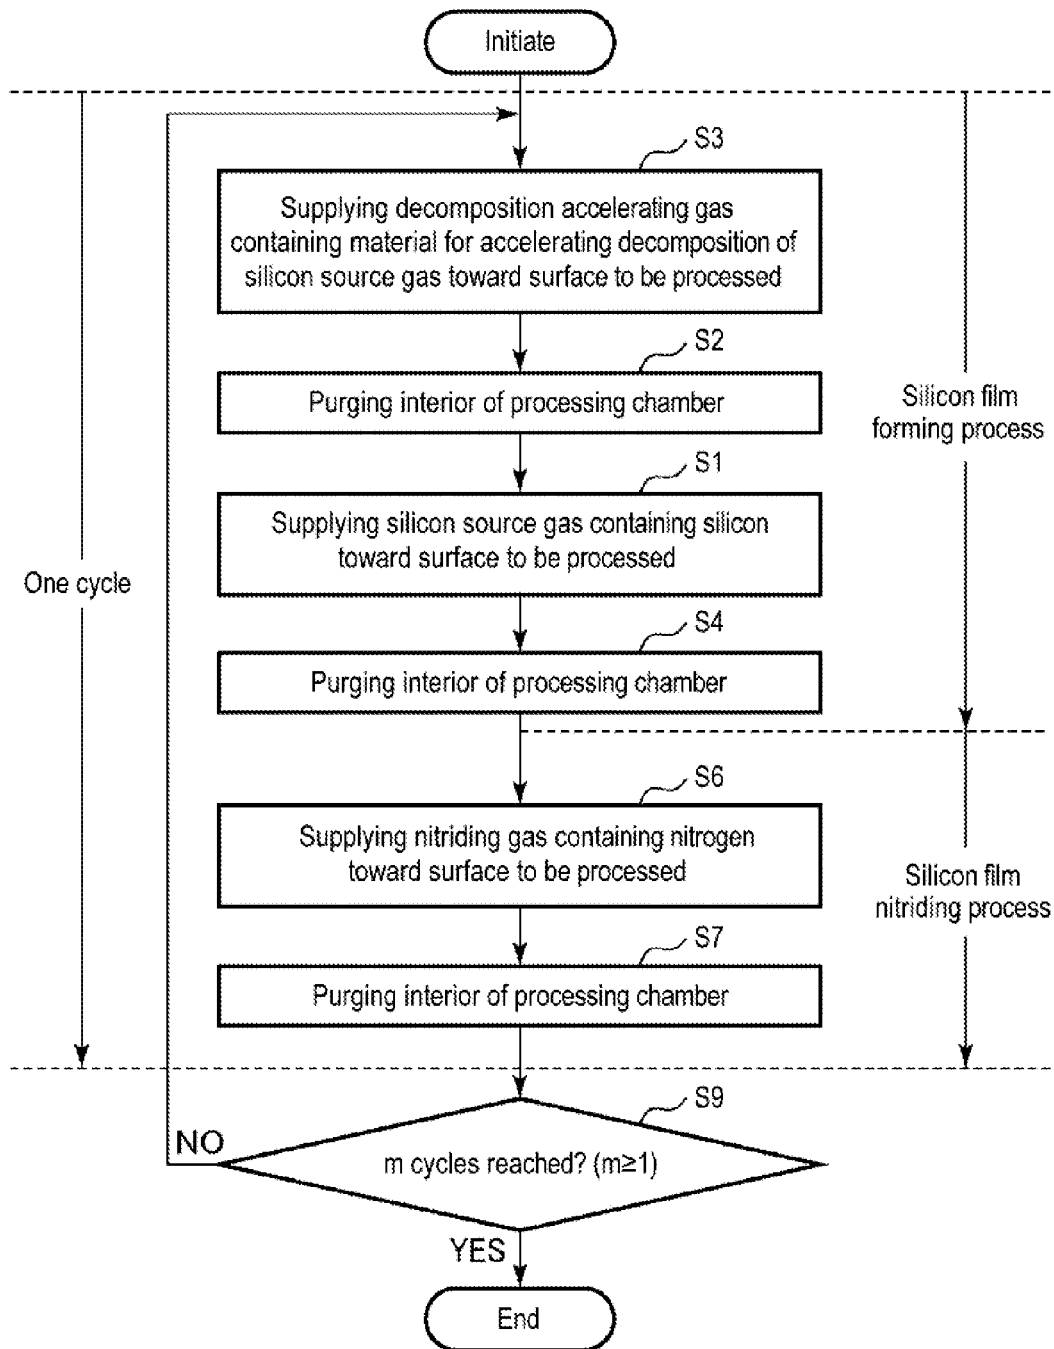 Initiate
S3
Supplying decomposition accelerating gas
containing material for accelerating decomposition of
silicon source gas toward surface to be processed
S2
Purging interior of processing chamber
Silicon film
forming process
S1
Supplying silicon source gas containing silicon
toward surface to be processed
One cycle
S4
Purging interior of processing chamber
S6
Supplying nitriding gas containing nitrogen
toward surface to be processed
Silicon film
nitriding process
S7
Purging interior of processing chamber
S9
NO
m cycles reached? (m≥1)
YES
End